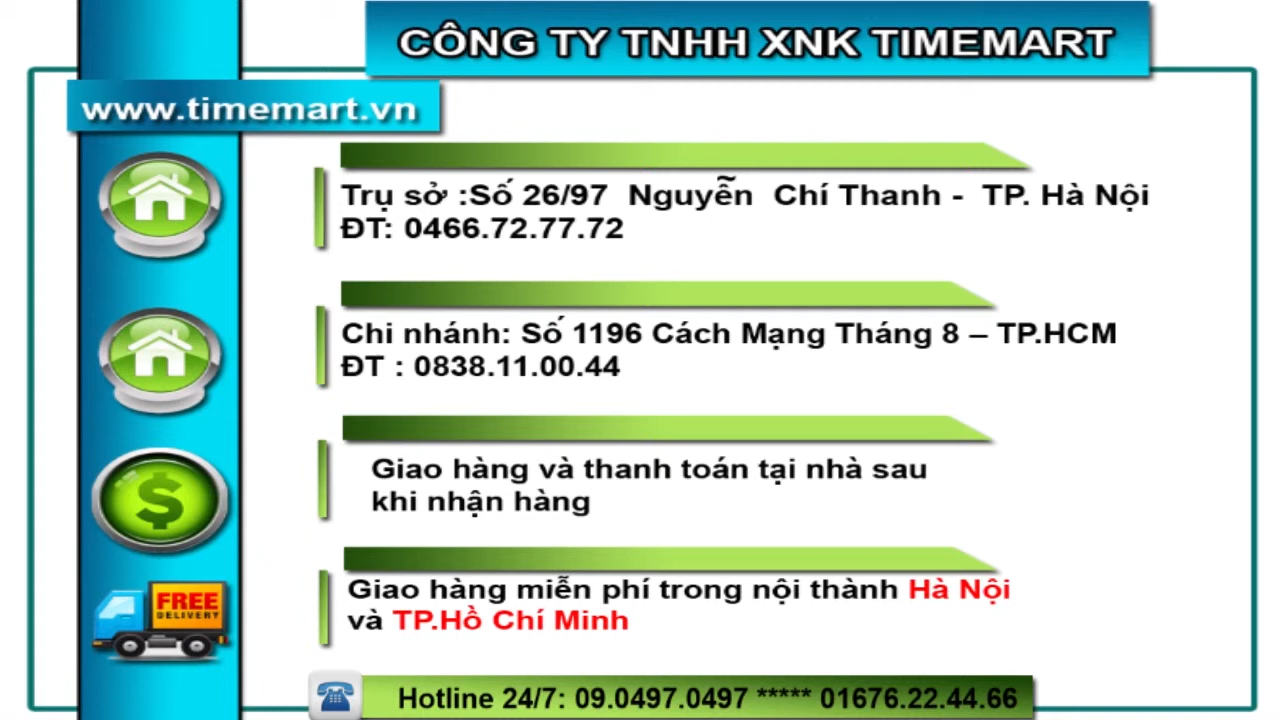 CÔNG TY TNHH XNK TIMEMART
www.timemart.vn
Trụ sở :Số 26/97 Nguyễn Chí Thanh - TP. Hà Nội
ĐT: 0466.72.77.72
Chi nhánh: Số 1196 Cách Mạng Tháng 8 – TP.HCM
ĐT : 0838.11.00.44
Giao hàng và thanh toán tại nhà sau
khi nhận hàng
Giao hàng miễn phí trong nội thành Hà Nội
và TP.Hồ Chí Minh
FREE
DELIVERY
Hotline 24/7: 09.0497.0497 ***** 01676.22.44.66